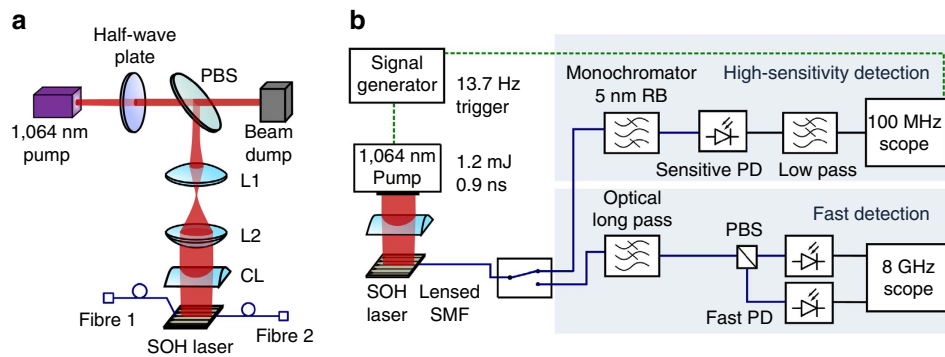 a
Half-wave
plate
PBS
1,064 nm
pump
Beam
dump
L1
L2
CL
Fibre 1
Fibre 2
SOH laser
b
Signal
generator
13.7 Hz
trigger
1,064 nm
Pump
1.2 mJ
0.9 ns
SOH
laser
Lensed
SMF
Monochromator
5 nm RB
High-sensitivity detection
Sensitive PD
Low pass
100 MHz
scope
Optical
long pass
Fast detection
PBS
Fast PD
8 GHz
scope